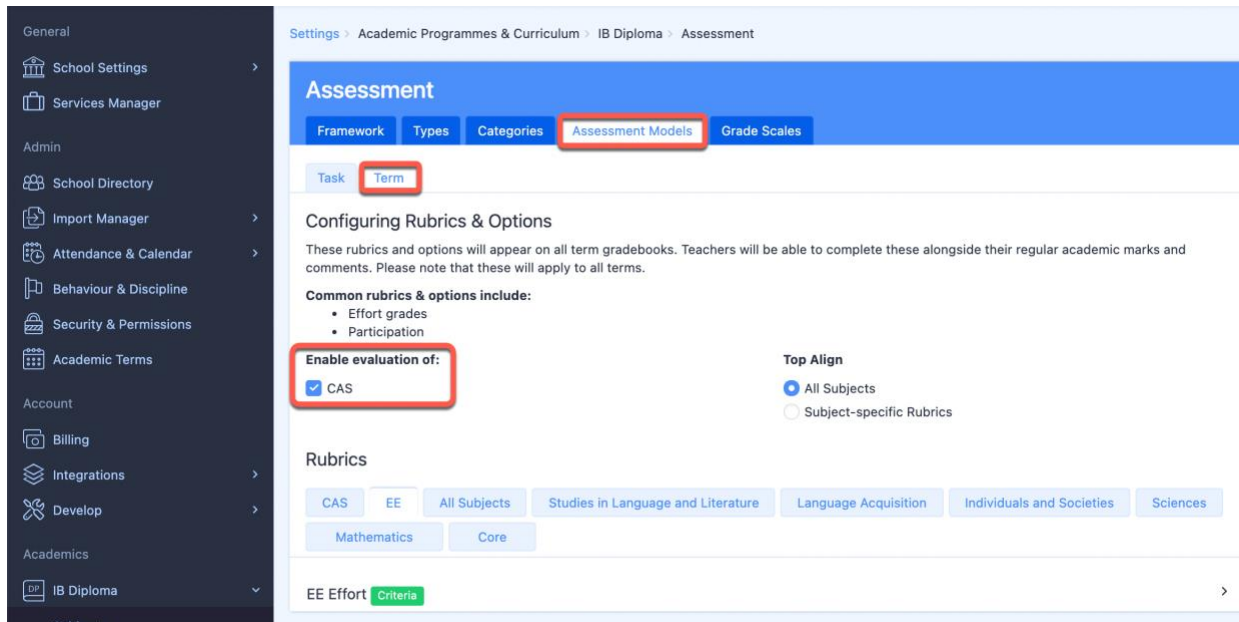 General
School Settings
Services Manager
Admin
School Directory
Import Manager
Attendance & Calendar
Behaviour & Discipline
Security & Permissions
Academic Terms
Account
Billing
Integrations
Develop
Academics
DP IB Diploma
Settings > Academic Programmes & Curriculum > IB Diploma > Assessment
Assessment
Framework Types Categories Assessment Models Grade Scales
Task Term
Configuring Rubrics & Options
These rubrics and options will appear on all term gradebooks. Teachers will be able to complete these alongside their regular academic marks and
comments. Please note that these will apply to all terms.
Common rubrics & options include:
• Effort grades
• Participation
Enable evaluation of:
CAS
Top Align
All Subjects
Subject-specific Rubrics
Rubrics
CAS EE All Subjects Studies in Language and Literature Language Acquisition Individuals and Societies Sciences
Mathematics Core
EE Effort Criteria